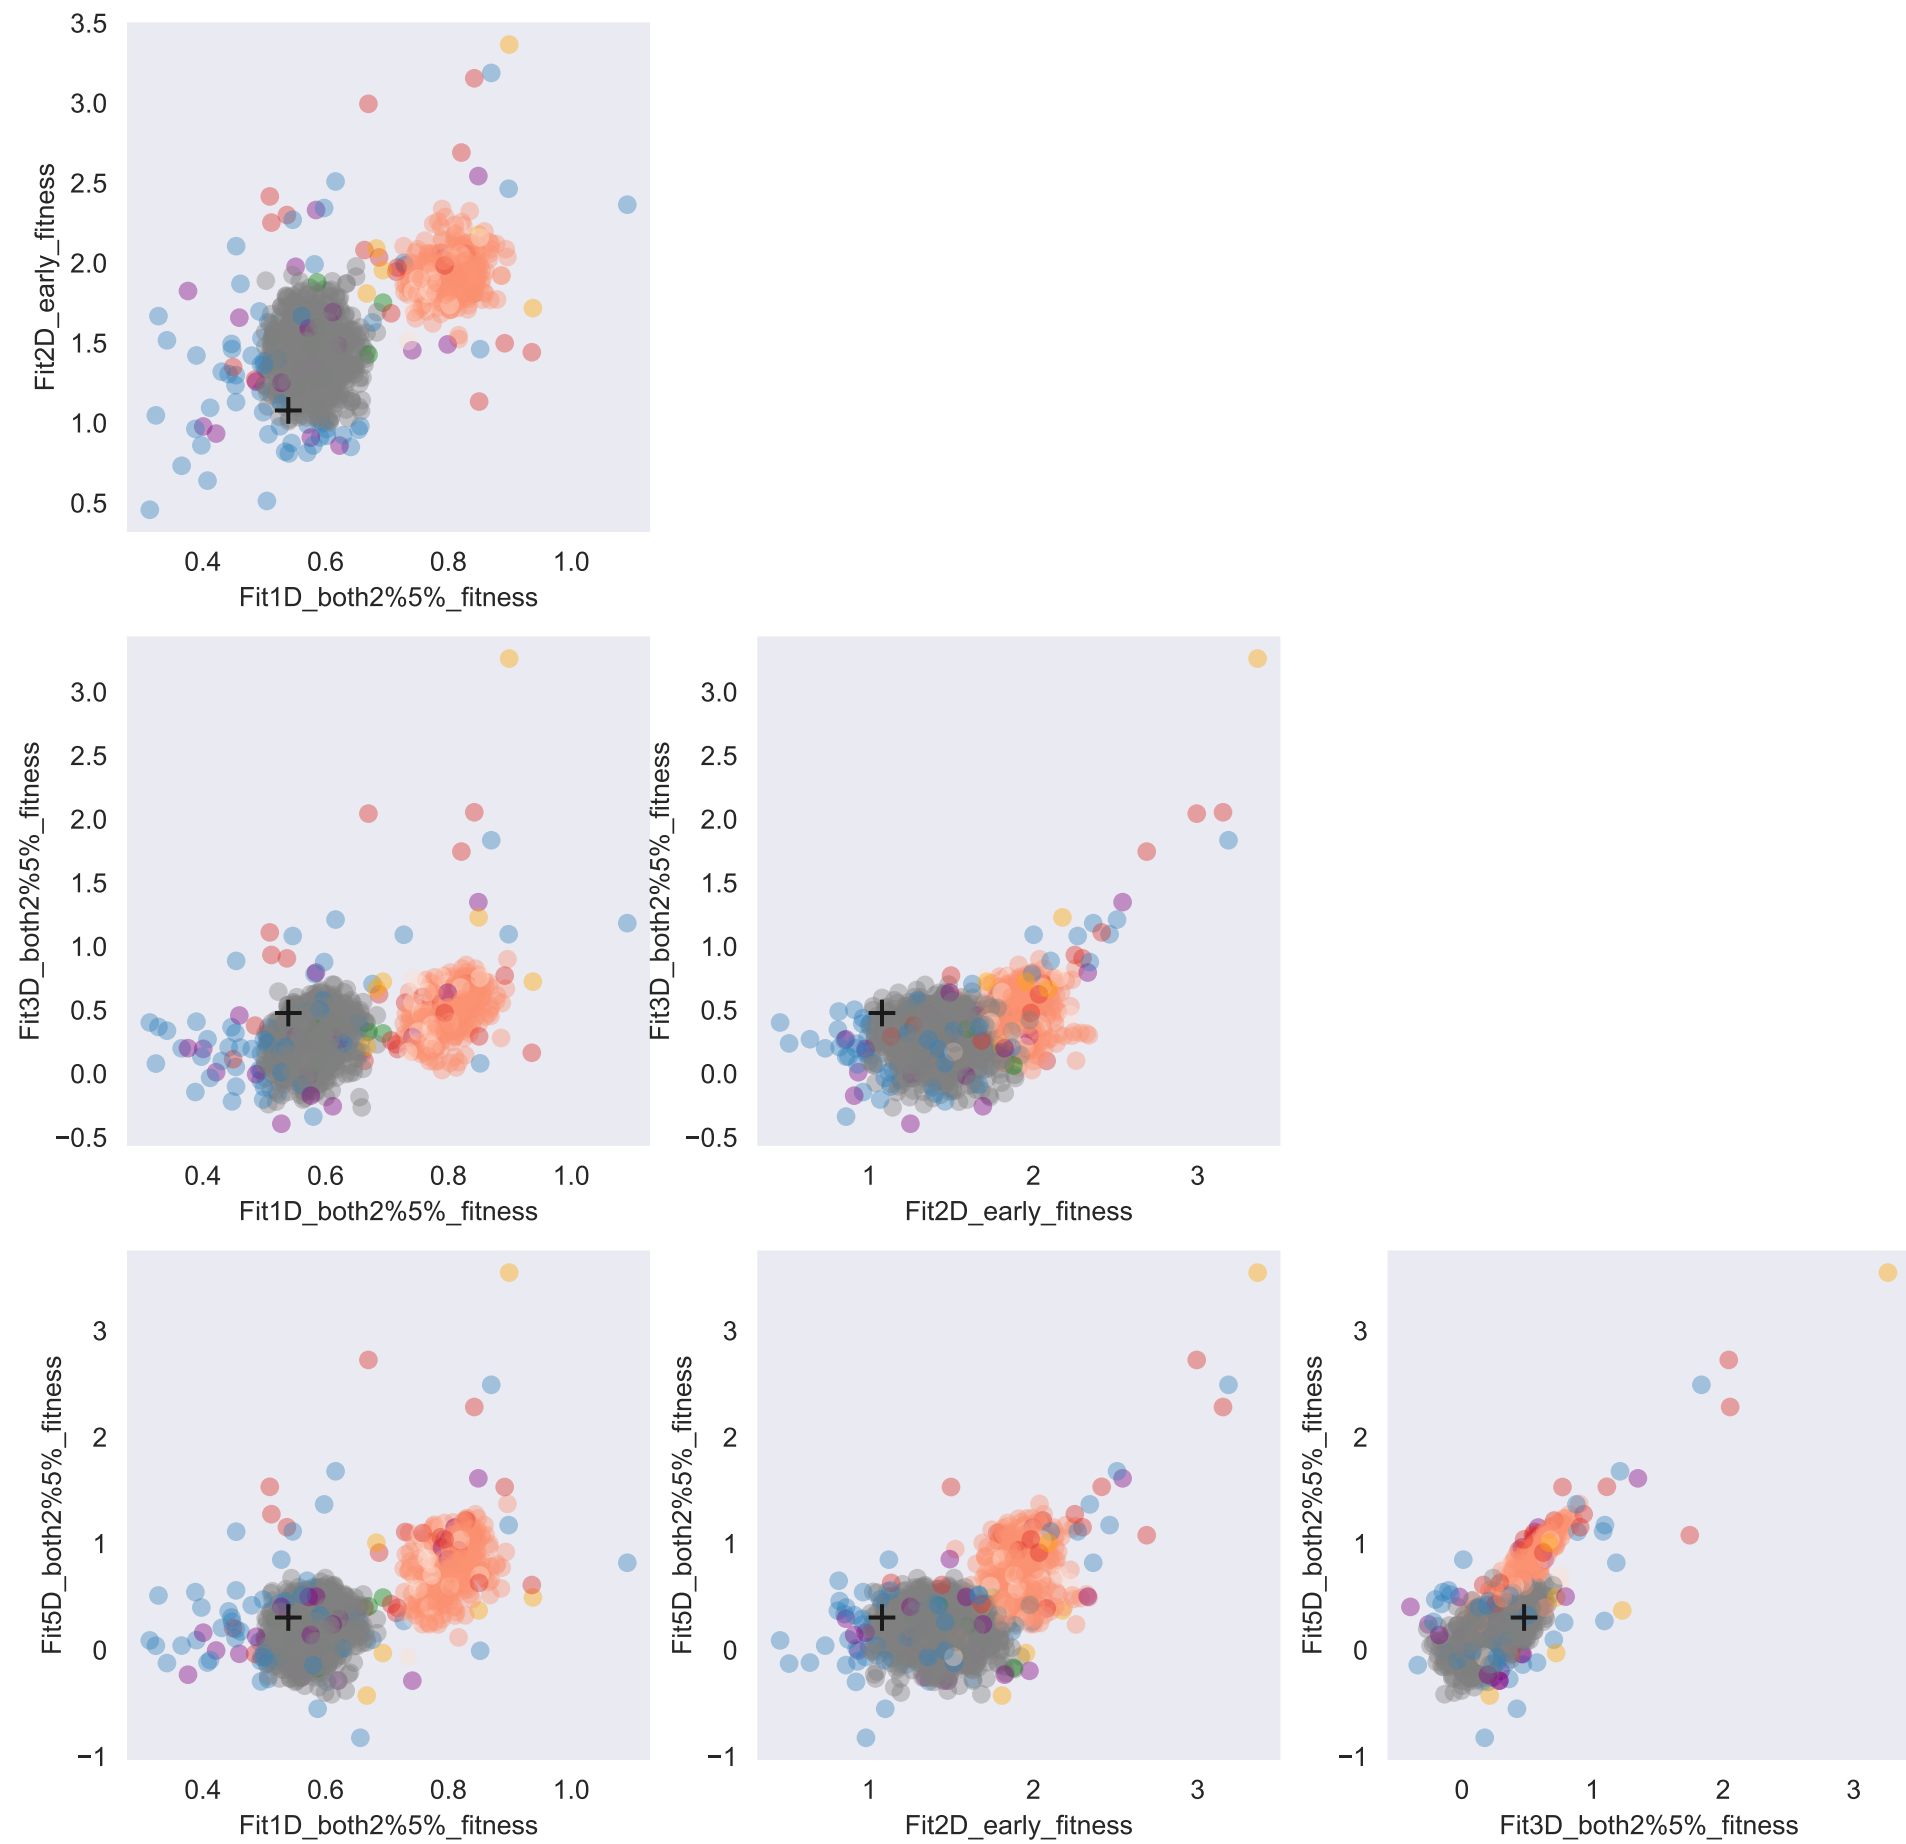 3.5
3.0
2.5
2.0
1.5
1.0
0.5
Fit2D_early_fitness
0.4 0.6 0.8 1.0
Fit1D_both2%5%_fitness
3.0
2.5
2.0
1.5
1.0
0.5
0.0
−0.5
Fit3D_both2%5%_fitness
0.4 0.6 0.8 1.0
Fit1D_both2%5%_fitness
3.0
2.5
2.0
1.5
1.0
0.5
0.0
−0.5
Fit3D_both2%5%_fitness
1 2 3
Fit2D_early_fitness
3
2
1
0
−1
Fit5D_both2%5%_fitness
0.4 0.6 0.8 1.0
Fit1D_both2%5%_fitness
3
2
1
0
−1
Fit5D_both2%5%_fitness
1 2 3
Fit2D_early_fitness
3
2
1
0
−1
Fit5D_both2%5%_fitness
0 1 2 3
Fit3D_both2%5%_fitness